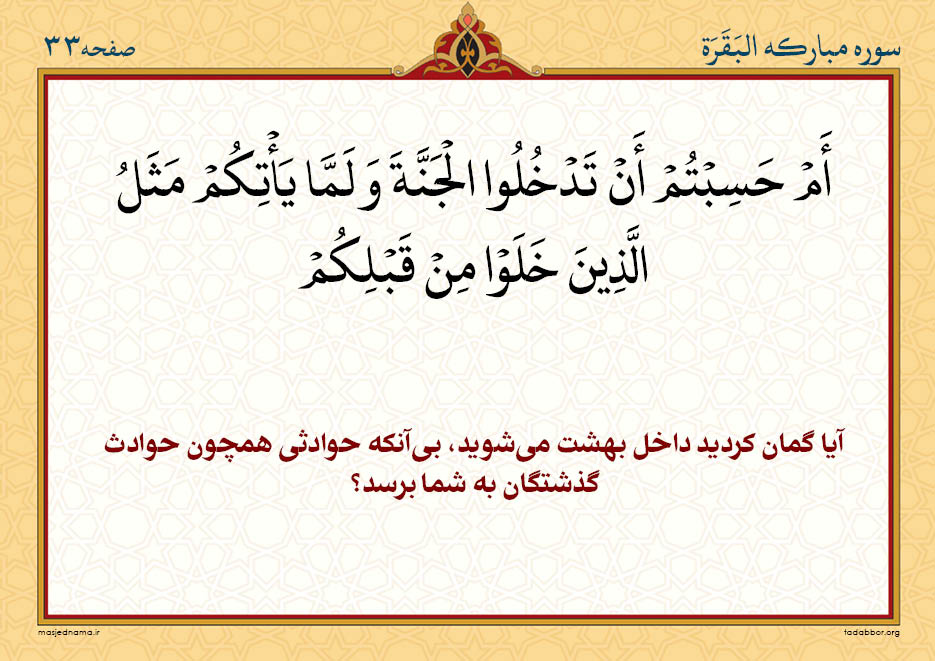 سوره مبارکه البَقَرَة
صفحه۳۳
أَمْ حَسِبْتُمْ أَنْ تَدْخُلُوا الْجَنَّةَ وَ لَمَّا يَأْتِكُمْ مَثَلُ
الَّذِينَ خَلَوْا مِنْ قَبْلِكُمْ
آیا گمان کردید داخل بهشت می‌شوید، بی‌آنکه حوادثی همچون حوادث
گذشتگان به شما برسد؟
masjednama.ir
tadabbor.org